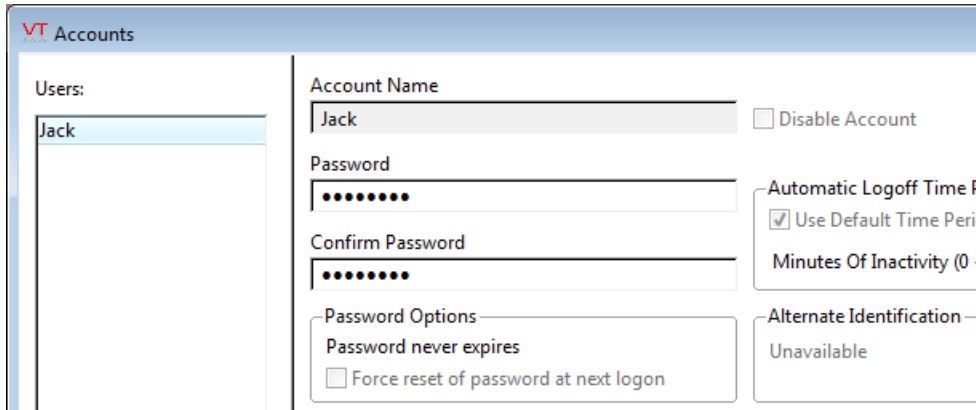 VT Accounts
Users:
Jack
Account Name
Jack
Disable Account
Password
••••••••
Automatic Logoff Time
Use Default Time Peri
Confirm Password
••••••••
Minutes Of Inactivity (0
Password Options
Password never expires
Force reset of password at next logon
Alternate Identification
Unavailable